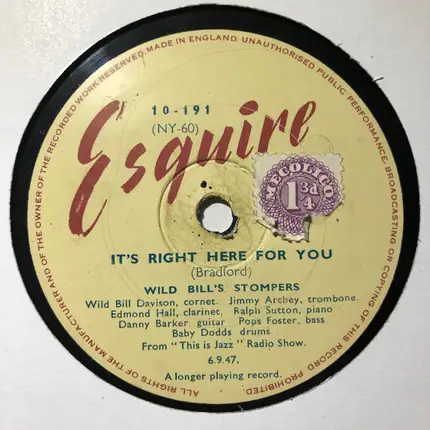 ALL RIGHTS OF THE MANUFACTURER AND OF THE OWNER OF THE RECORDED WORK RESERVED. MADE IN ENGLAND. UNAUTHORISED PUBLIC PERFORMANCE, BROADCASTING OR COPYING OF THIS RECORD PROHIBITED.
10-191
(NY-60)
Esquire
MECOLICO
1 3d/4
IT'S RIGHT HERE FOR YOU
(Bradford)
WILD BILL'S STOMPERS
Wild Bill Davison, cornet. Jimmy Archey, trombone.
Edmond Hall, clarinet. Ralph Sutton, piano
Danny Barker guitar Pops Foster, bass
Baby Dodds drums
From "This is Jazz" Radio Show.
6.9.47.
A longer playing record.